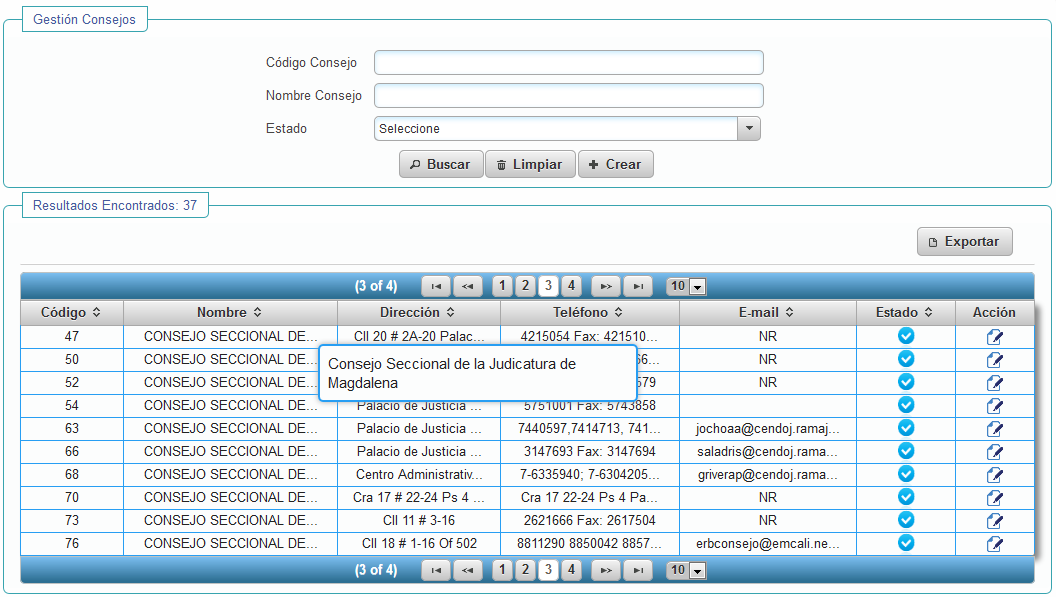 Gestión Consejos
Código Consejo
Nombre Consejo
Estado Seleccione
Buscar Limpiar Crear
Resultados Encontrados: 37
Exportar
(3 of 4) 1 2 3 4 10
Código Nombre Dirección Teléfono E-mail Estado Acción
47 CONSEJO SECCIONAL DE... Cll 20 # 2A-20 Palac... 4215054 Fax: 421510... NR
50 CONSEJO SECCIONAL DE... 66... NR
Consejo Seccional de la Judicatura de
Magdalena
52 CONSEJO SECCIONAL DE... 579 NR
54 CONSEJO SECCIONAL DE... Palacio de Justicia ... 5751001 Fax: 5743858
63 CONSEJO SECCIONAL DE... Palacio de Justicia ... 7440597,7414713, 741... jochoaa@cendoj.ramaj...
66 CONSEJO SECCIONAL DE... Palacio de Justicia ... 3147693 Fax: 3147694 saladris@cendoj.rama...
68 CONSEJO SECCIONAL DE... Centro Administrativ... 7-6335940; 7-6304205... griverap@cendoj.rama...
70 CONSEJO SECCIONAL DE... Cra 17 # 22-24 Ps 4 ... Cra 17 22-24 Ps 4 Pa... NR
73 CONSEJO SECCIONAL DE... Cll 11 # 3-16 2621666 Fax: 2617504 NR
76 CONSEJO SECCIONAL DE... Cll 18 # 1-16 Of 502 8811290 8850042 8857... erbconsejo@emcali.ne...
(3 of 4) 1 2 3 4 10